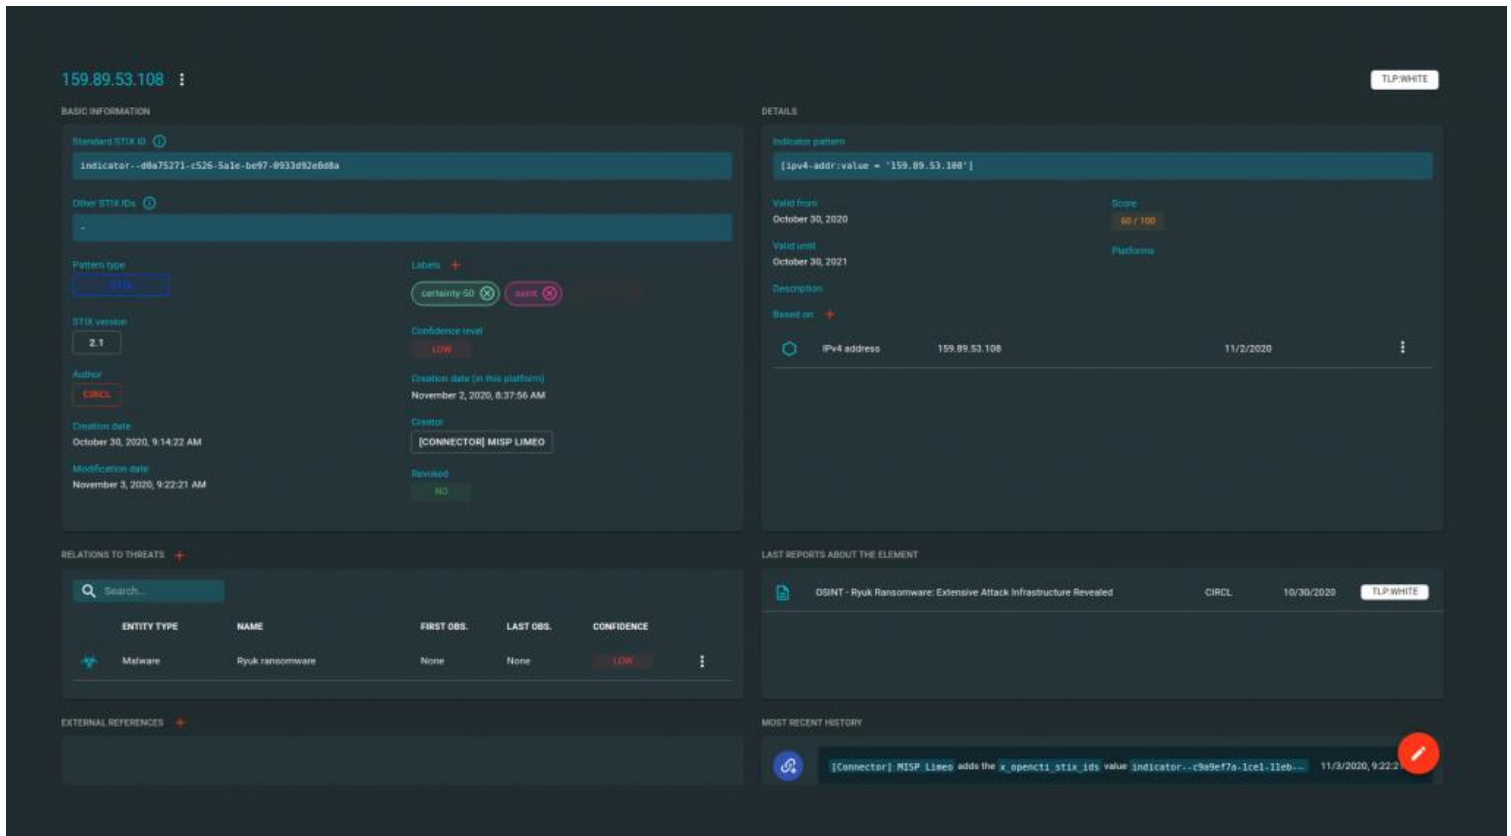 159.89.53.108
TLP:WHITE
BASIC INFORMATION
Standard STIX ID
indicator--d0a75271-c526-5a1e-be97-0933d92e8d8a
Other STIX IDs
-
Pattern type
STIX
Labels +
certainty-50
osint
STIX version
2.1
Confidence level
LOW
Author
CIRCL
Creation date (in this platform)
November 2, 2020, 8:37:56 AM
Creation date
October 30, 2020, 9:14:22 AM
Creator
[CONNECTOR] MISP LIMEO
Modification date
November 3, 2020, 9:22:21 AM
Revoked
NO
DETAILS
Indicator pattern
[ipv4-addr:value = '159.89.53.108']
Valid from
October 30, 2020
Score
60 / 100
Valid until
October 30, 2021
Platforms
Description
Based on +
IPv4 address 159.89.53.108 11/2/2020
RELATIONS TO THREATS +
Search...
ENTITY TYPE NAME FIRST OBS. LAST OBS. CONFIDENCE
Malware Ryuk ransomware None None LOW
LAST REPORTS ABOUT THE ELEMENT
OSINT - Ryuk Ransomware: Extensive Attack Infrastructure Revealed CIRCL 10/30/2020 TLP:WHITE
EXTERNAL REFERENCES +
MOST RECENT HISTORY
[Connector] MISP Limeo adds the x_opencti_stix_ids value indicator--c9a9ef7a-1ce1-11eb-… 11/3/2020, 9:22:2